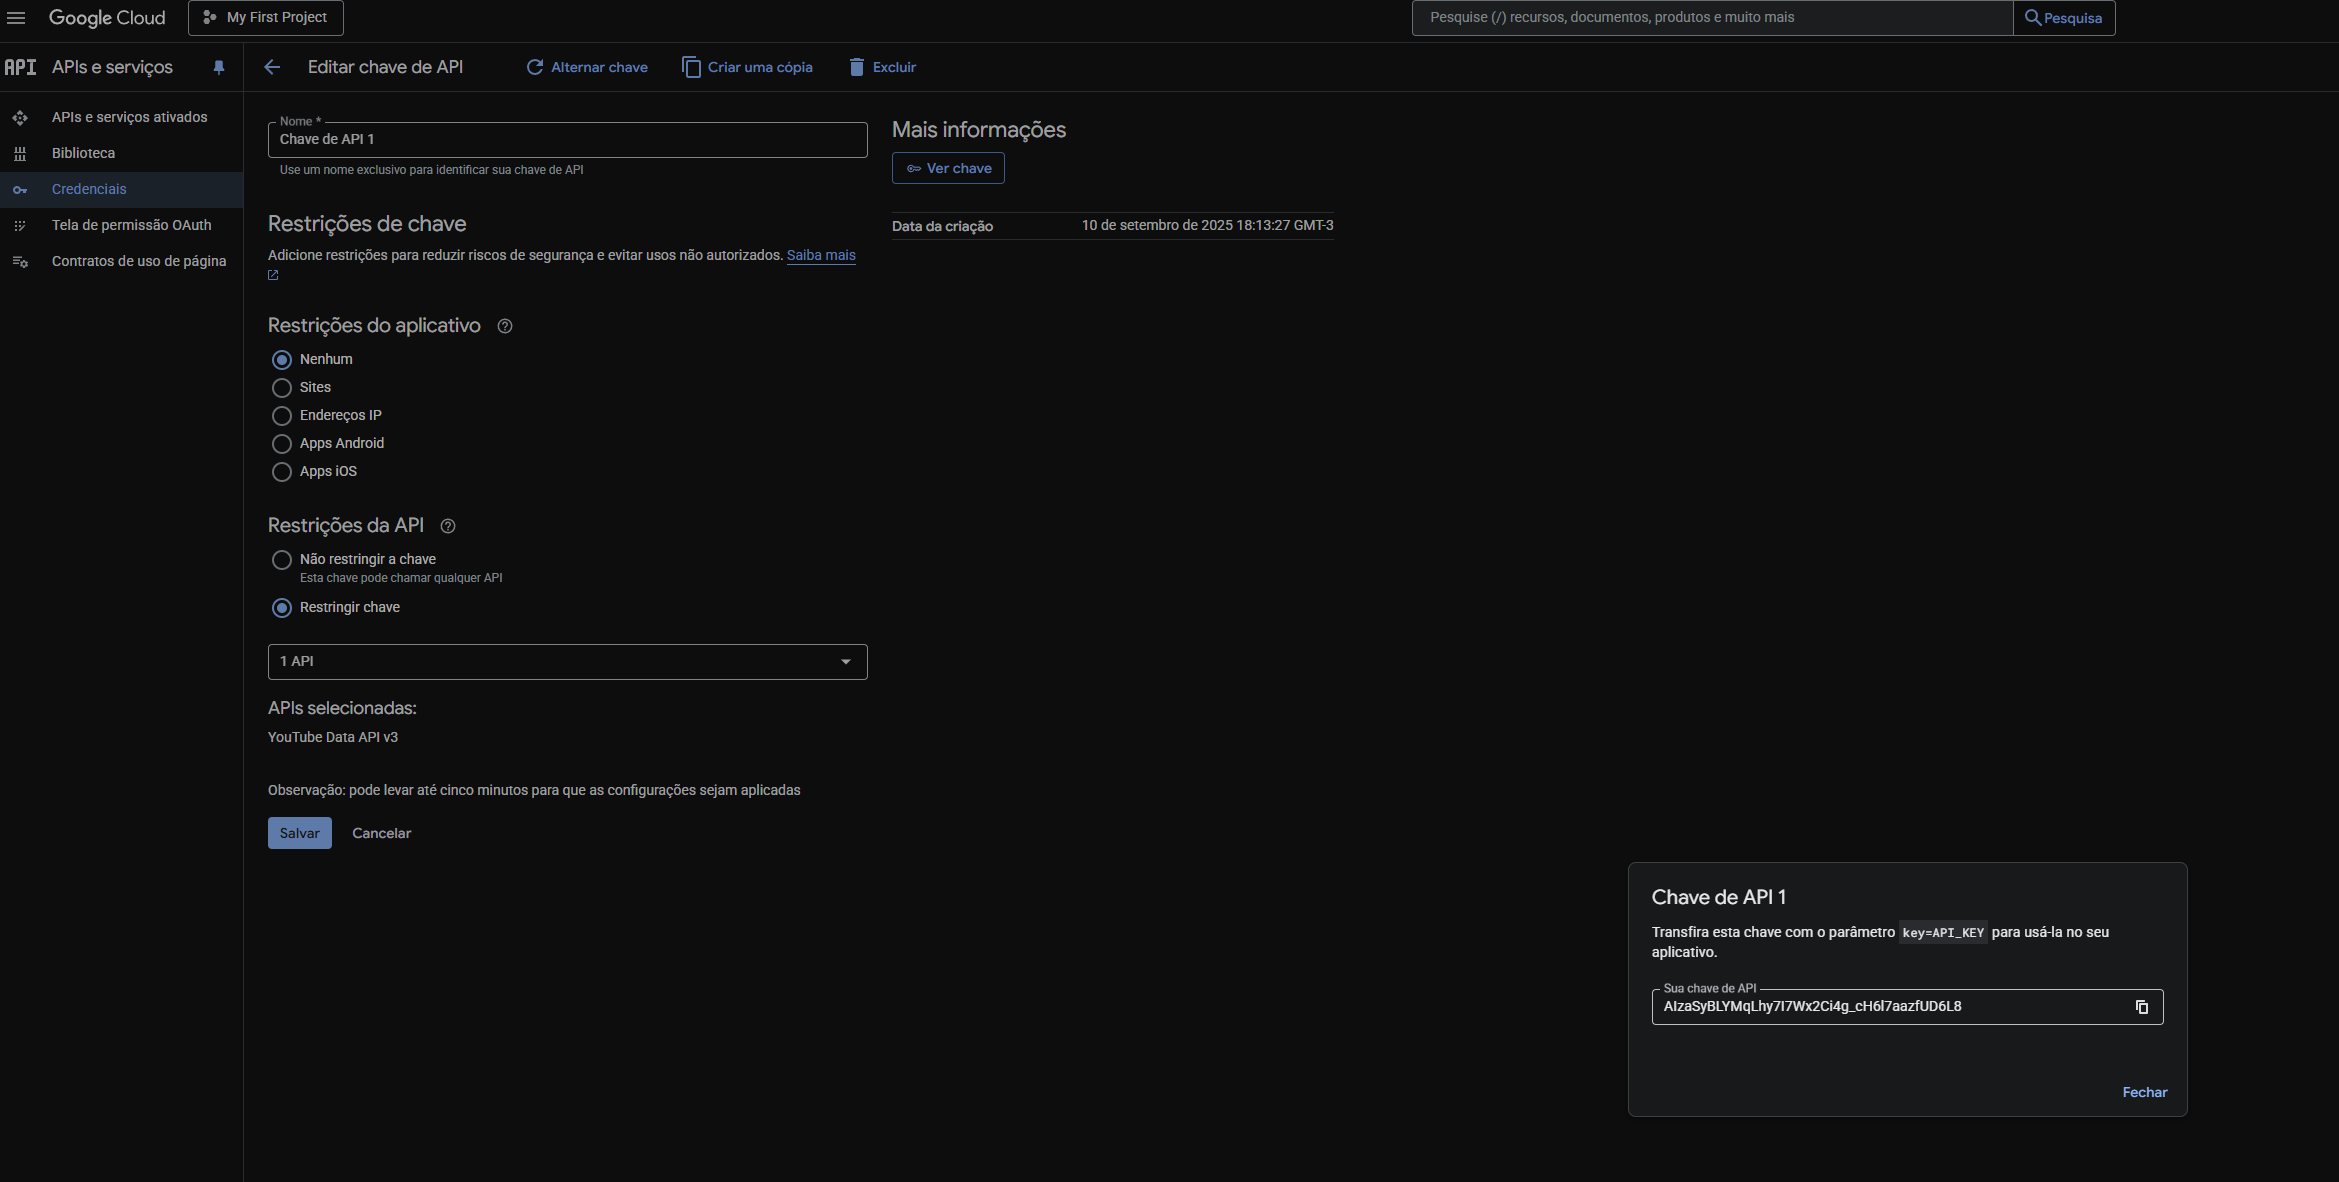 Google Cloud
My First Project
Pesquise (/) recursos, documentos, produtos e muito mais
Pesquisa
API
APIs e serviços
Editar chave de API
Alternar chave
Criar uma cópia
Excluir
APIs e serviços ativados
Biblioteca
Credenciais
Tela de permissão OAuth
Contratos de uso de página
Nome *
Chave de API 1
Use um nome exclusivo para identificar sua chave de API
Restrições de chave
Adicione restrições para reduzir riscos de segurança e evitar usos não autorizados. Saiba mais
Restrições do aplicativo
Nenhum
Sites
Endereços IP
Apps Android
Apps iOS
Restrições da API
Não restringir a chave
Esta chave pode chamar qualquer API
Restringir chave
1 API
APIs selecionadas:
YouTube Data API v3
Observação: pode levar até cinco minutos para que as configurações sejam aplicadas
Salvar
Cancelar
Mais informações
Ver chave
Data da criação
10 de setembro de 2025 18:13:27 GMT-3
Chave de API 1
Transfira esta chave com o parâmetro key=API_KEY para usá-la no seu
aplicativo.
Sua chave de API
AIzaSyBLYMqLhy7I7Wx2Ci4g_cH6l7aazfUD6L8
Fechar